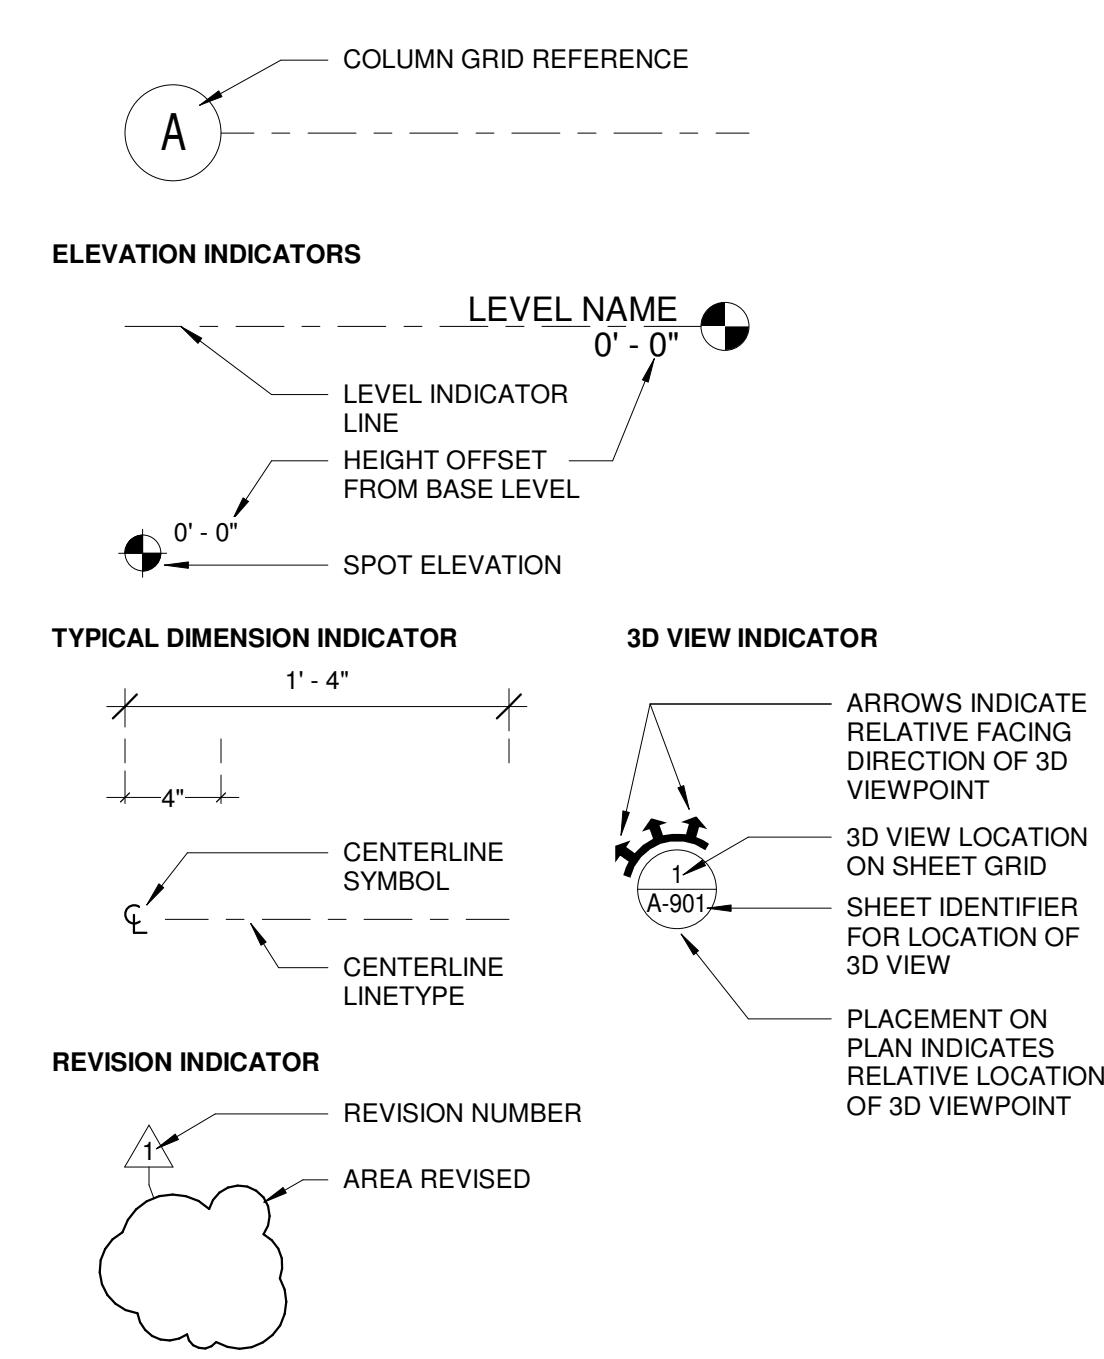 COLUMN GRID REFERENCE
A
ELEVATION INDICATORS
LEVEL NAME
0' - 0"
LEVEL INDICATOR
LINE
HEIGHT OFFSET
FROM BASE LEVEL
0' - 0"
SPOT ELEVATION
TYPICAL DIMENSION INDICATOR
1' - 4"
4"
CENTERLINE
SYMBOL
℄
CENTERLINE
LINETYPE
3D VIEW INDICATOR
ARROWS INDICATE
RELATIVE FACING
DIRECTION OF 3D
VIEWPOINT
3D VIEW LOCATION
ON SHEET GRID
1
A-901
SHEET IDENTIFIER
FOR LOCATION OF
3D VIEW
PLACEMENT ON
PLAN INDICATES
RELATIVE LOCATION
OF 3D VIEWPOINT
REVISION INDICATOR
REVISION NUMBER
1
AREA REVISED